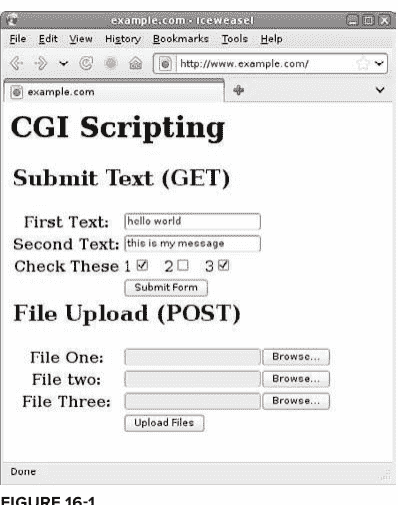 example.com - Iceweasel
File Edit View History Bookmarks Tools Help
http://www.example.com/
example.com
CGI Scripting
Submit Text (GET)
First Text: hello world
Second Text: this is my message
Check These 1 2 3
Submit Form
File Upload (POST)
File One: Browse...
File two: Browse...
File Three: Browse...
Upload Files
Done
FIGURE 16-1